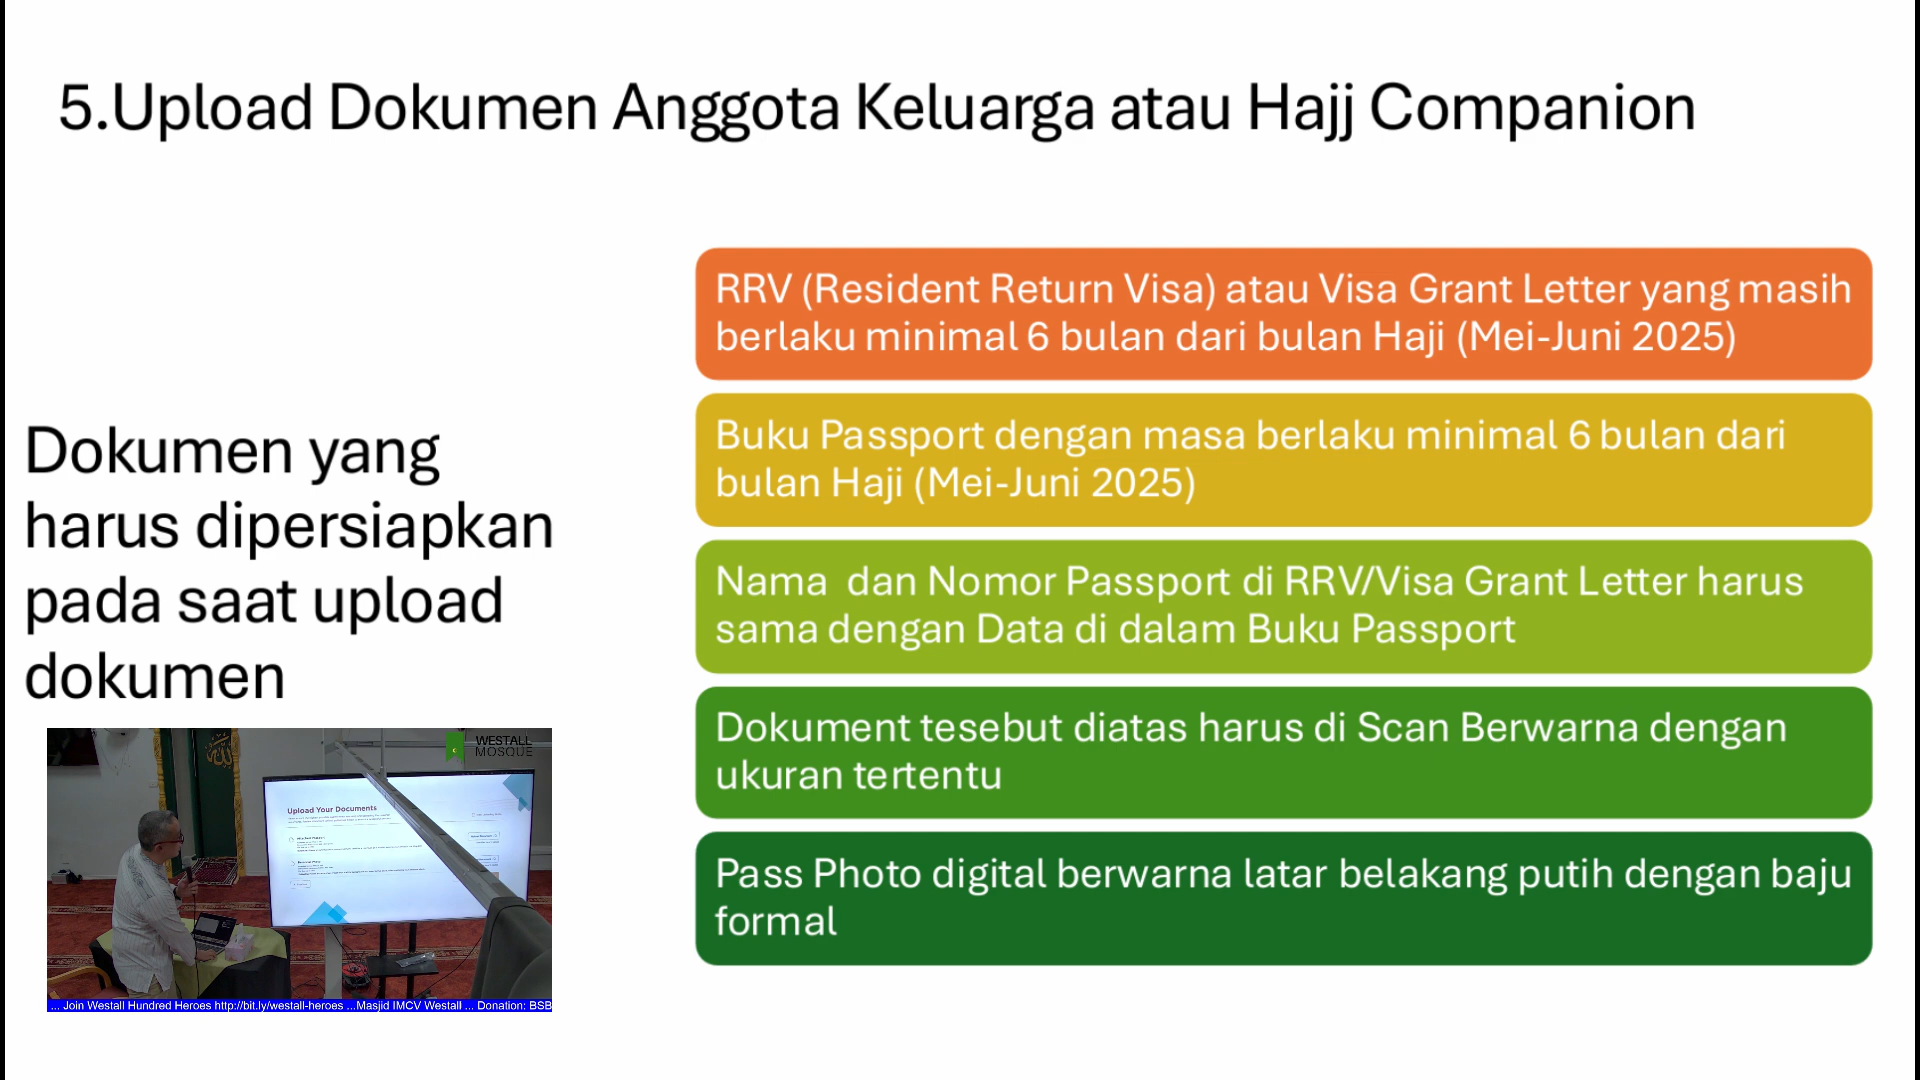 5.Upload Dokumen Anggota Keluarga atau Hajj Companion
Dokumen yang
harus dipersiapkan
pada saat upload
dokumen
RRV (Resident Return Visa) atau Visa Grant Letter yang masih
berlaku minimal 6 bulan dari bulan Haji (Mei-Juni 2025)
Buku Passport dengan masa berlaku minimal 6 bulan dari
bulan Haji (Mei-Juni 2025)
Nama  dan Nomor Passport di RRV/Visa Grant Letter harus
sama dengan Data di dalam Buku Passport
Dokument tesebut diatas harus di Scan Berwarna dengan
ukuran tertentu
Pass Photo digital berwarna latar belakang putih dengan baju
formal
WESTALL
MOSQUE
Upload Your Documents
... Join Westall Hundred Heroes http://bit.ly/westall-heroes ...Masjid IMCV Westall ... Donation: BSB